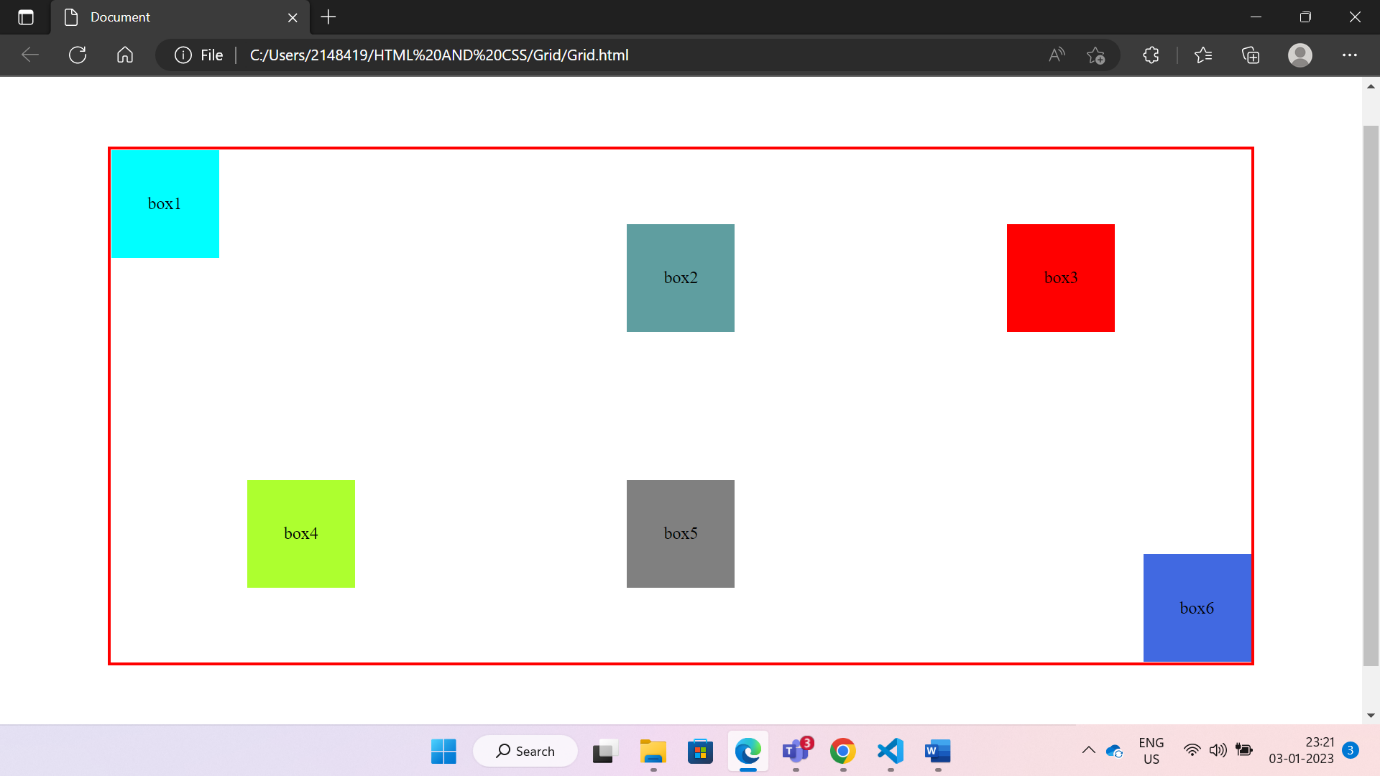 Document
File
C:/Users/2148419/HTML%20AND%20CSS/Grid/Grid.html
box1
box2
box3
box4
box5
box6
Search
T
3
W
ENG
US
23:21
03-01-2023
3